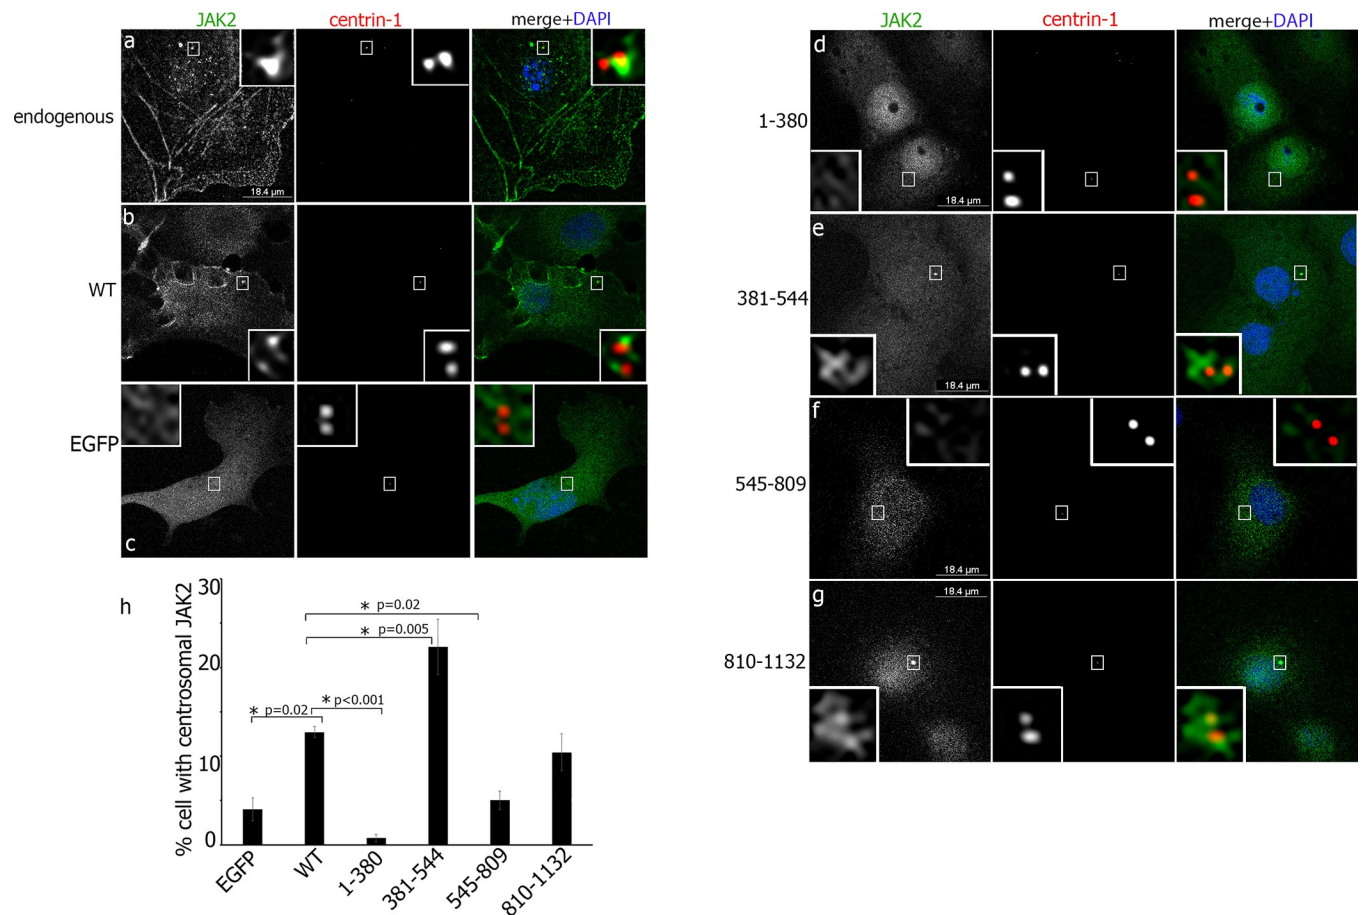 JAK2 centrin-1 merge+DAPI
a
endogenous
18.4 µm
b
WT
EGFP
c
JAK2 centrin-1 merge+DAPI
d
1-380
18.4 µm
e
381-544
18.4 µm
f
545-809
18.4 µm
g
18.4 µm
810-1132
h
% cell with centrosomal JAK2
30
20
10
0
* p=0.02
* p=0.005
* p<0.001
* p=0.02
EGFP WT 1-380 381-544 545-809 810-1132